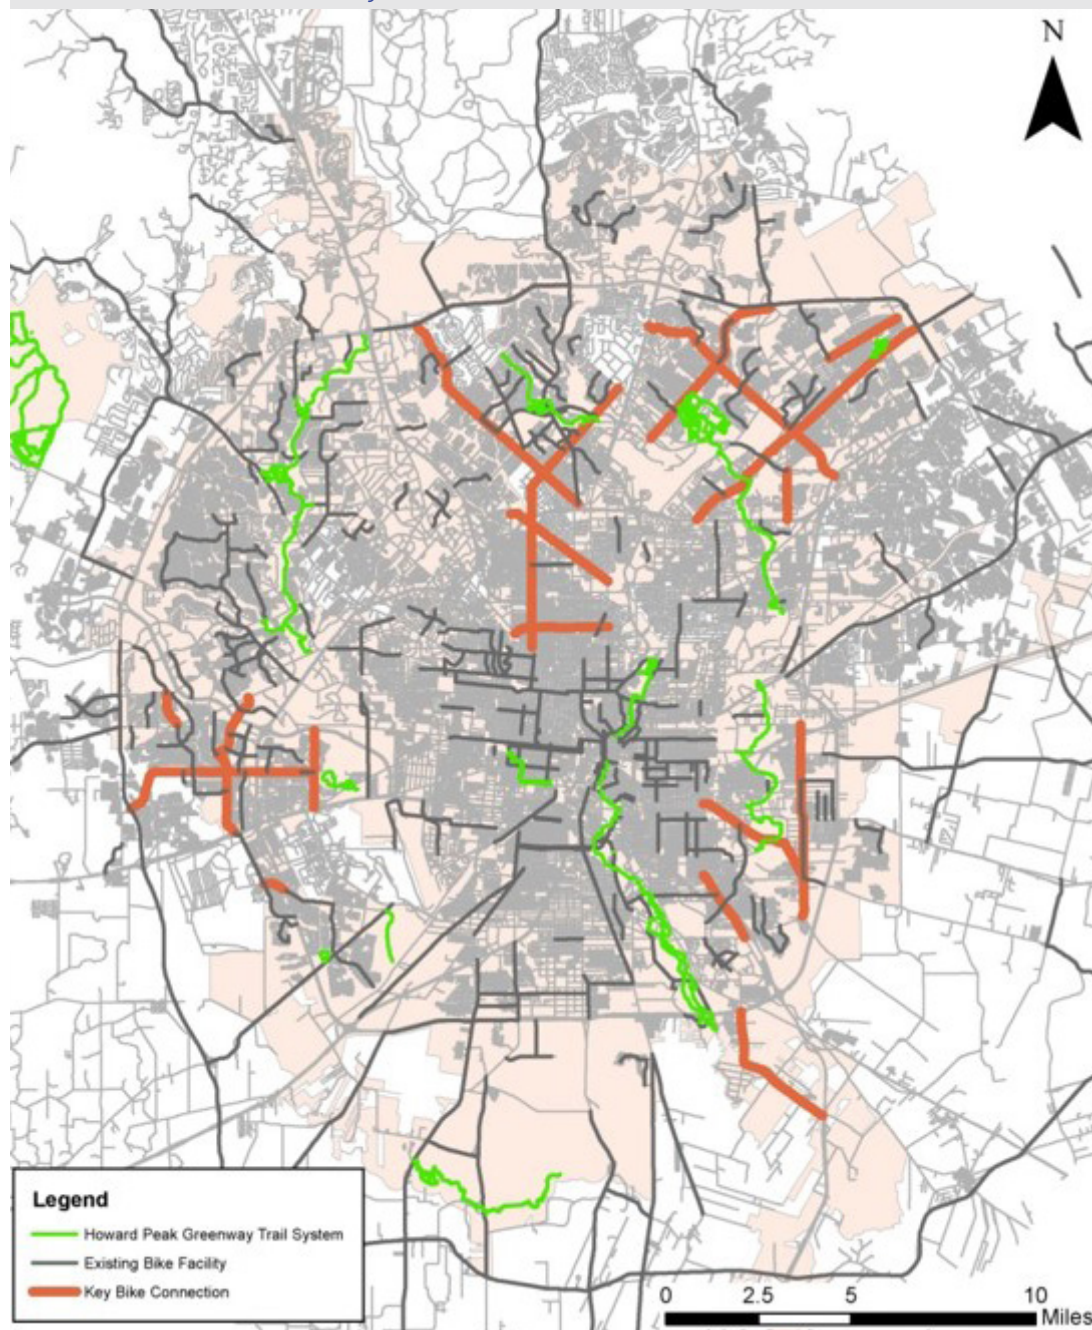 N
Legend
Howard Peak Greenway Trail System
Existing Bike Facility
Key Bike Connection
0 2.5 5 10
Miles